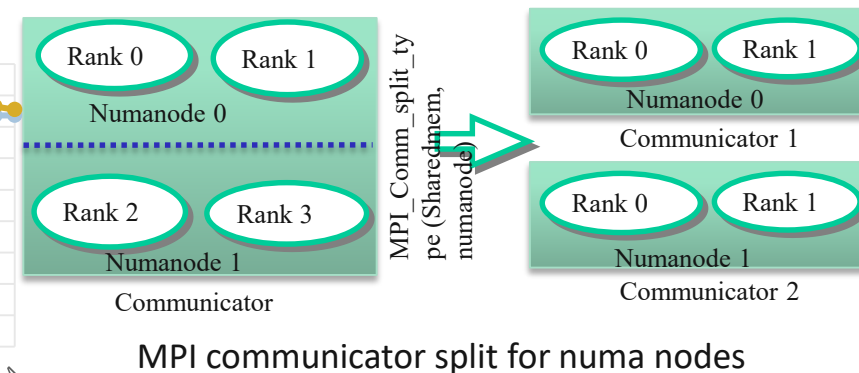 Rank 0
Rank 1
Numanode 0
Rank 2
Rank 3
Numanode 1
Communicator
MPI_Comm_split_ty
pe (Sharedmem,
numanode)
Rank 0
Rank 1
Numanode 0
Communicator 1
Rank 0
Rank 1
Numanode 1
Communicator 2
MPI communicator split for numa nodes